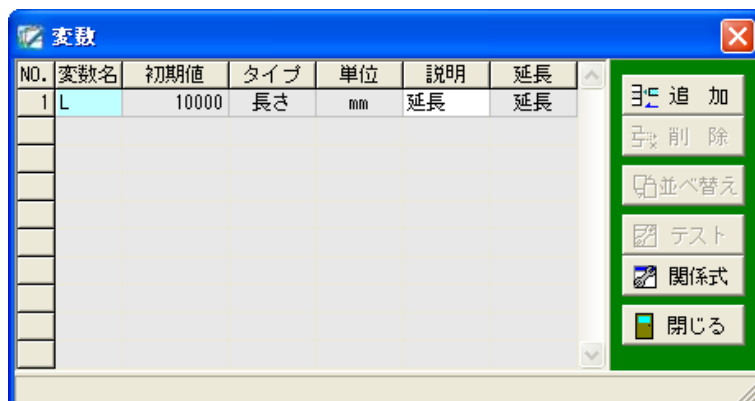 変数
NO. 変数名 初期値 タイプ 単位 説明 延長
1 L 10000 長さ mm 延長 延長
追 加
削 除
並べ替え
テスト
関係式
閉じる